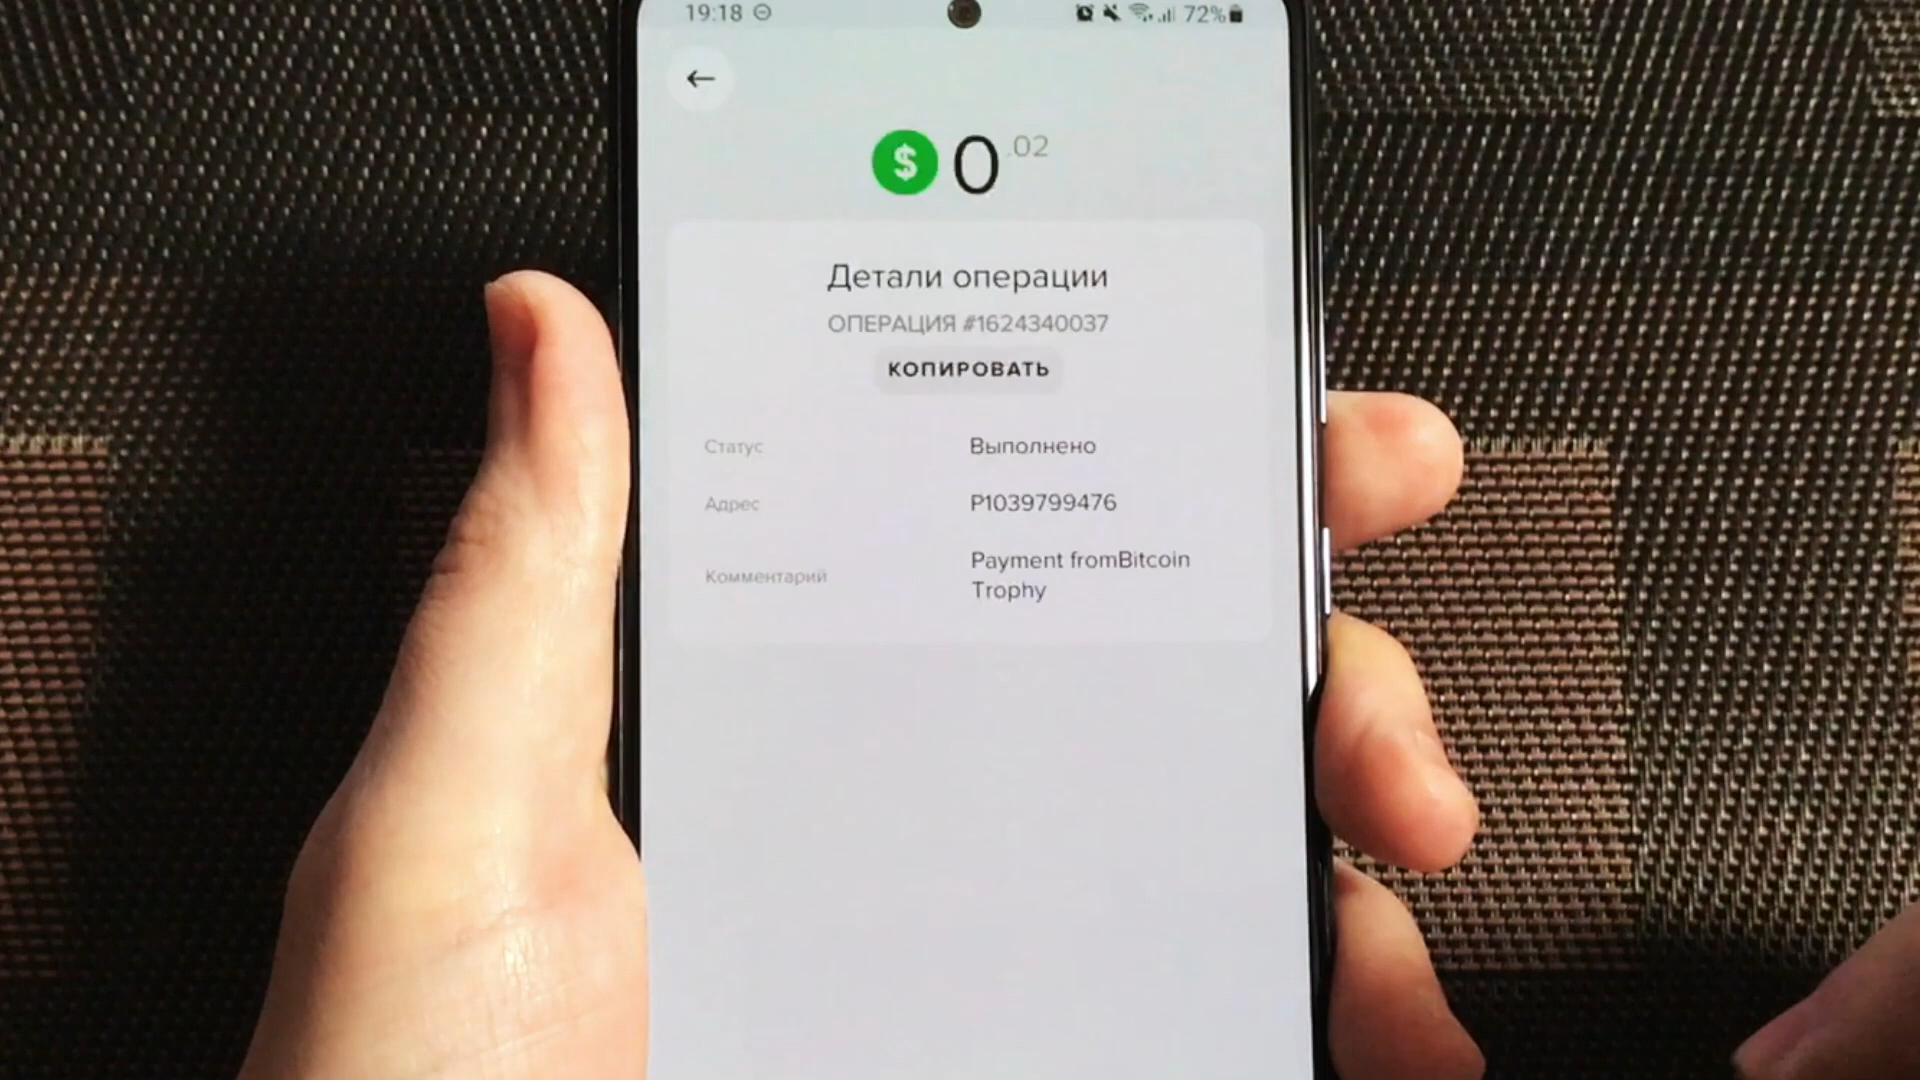 19:18 72%
$ 0.02
Детали операции
ОПЕРАЦИЯ #1624340037
КОПИРОВАТЬ
Статус Выполнено
Адрес P1039799476
Комментарий Payment fromBitcoin
Trophy